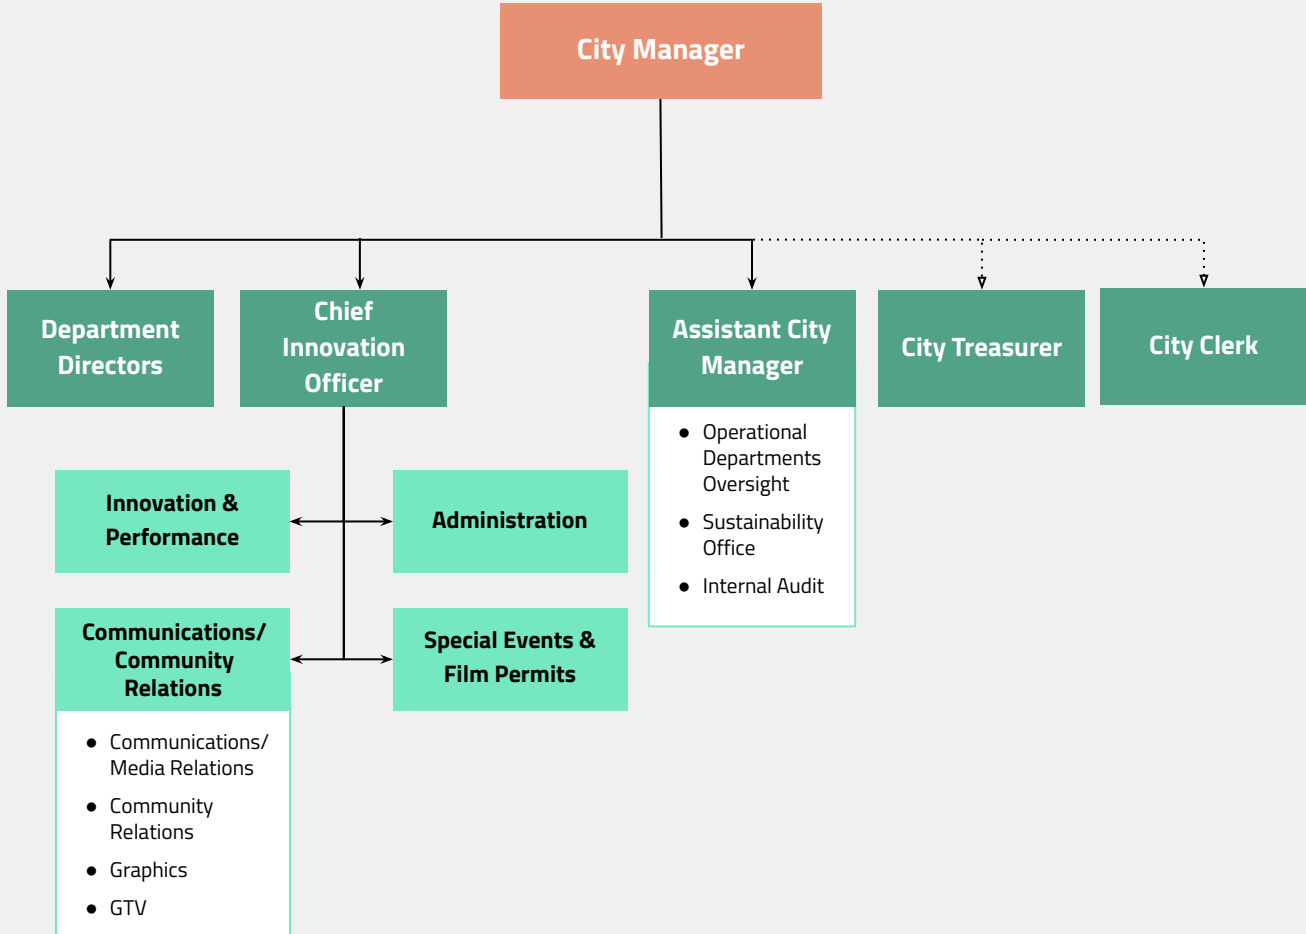 City Manager
Department
Directors
Chief
Innovation
Officer
Assistant City
Manager
City Treasurer
City Clerk
● Operational
Departments
Oversight
● Sustainability
Office
● Internal Audit
Innovation &
Performance
Administration
Communications/
Community
Relations
Special Events &
Film Permits
● Communications/
Media Relations
● Community
Relations
● Graphics
● GTV